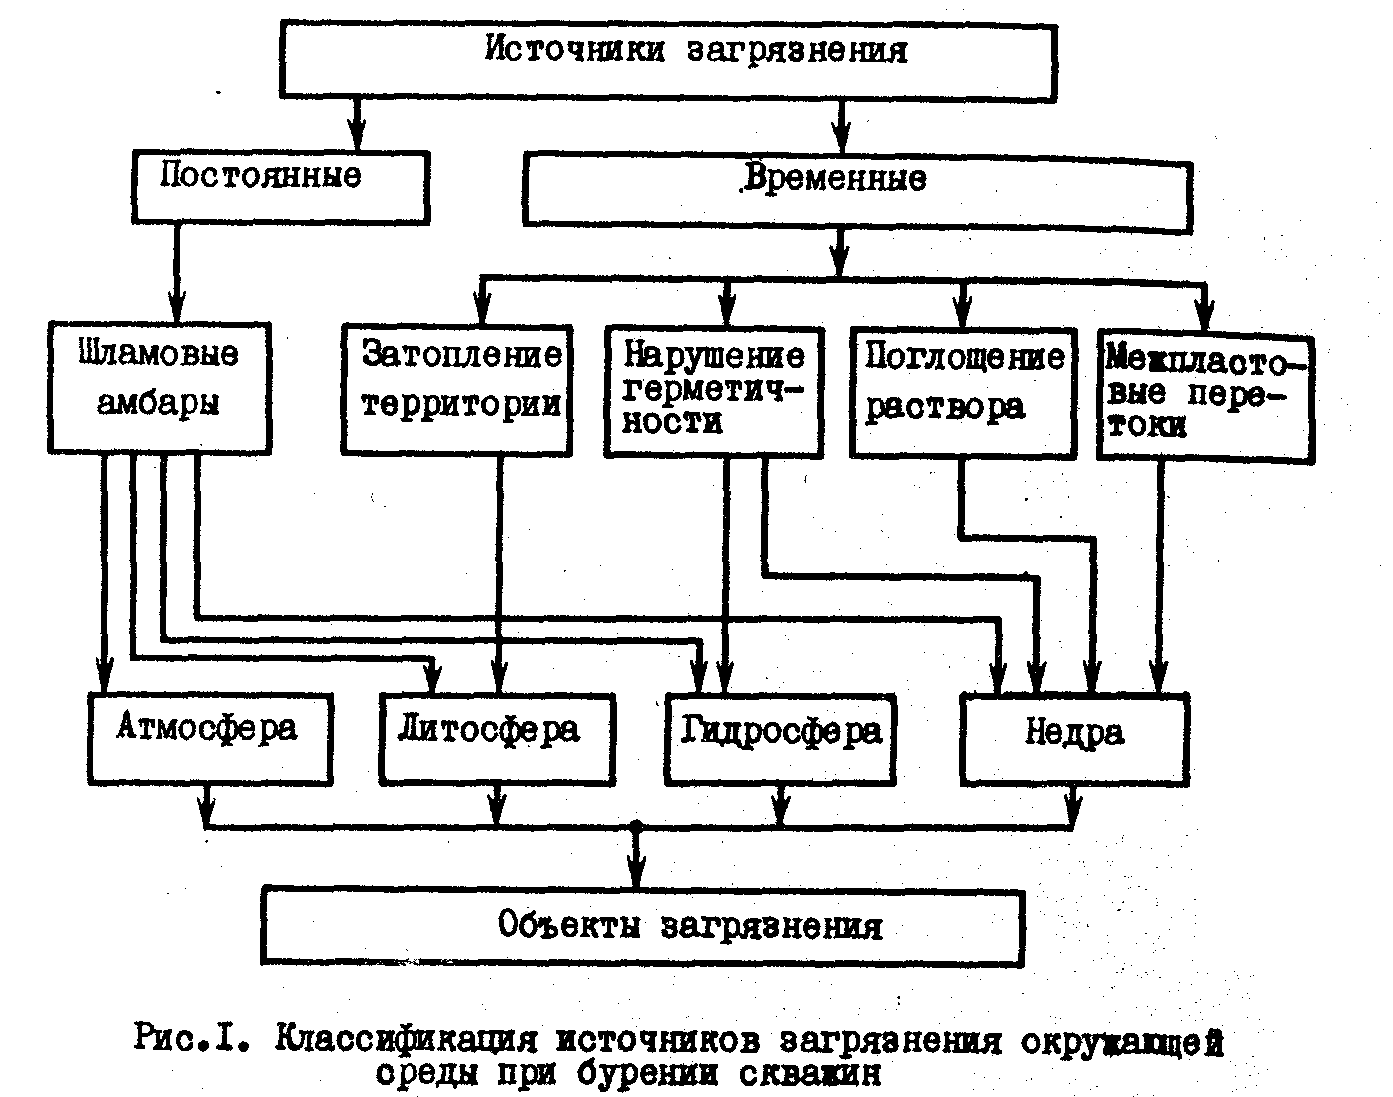 Источники загрязнения
Постоянные
Временные
Шламовые
амбары
Затопление
территории
Нарушение
герметич-
ности
Поглощение
раствора
Межпласто-
вые пере-
токи
Атмосфера
Литосфера
Гидросфера
Недра
Объекты загрязнения
Рис.I. Классификация источников загрязнения окружающей
среды при бурении скважин